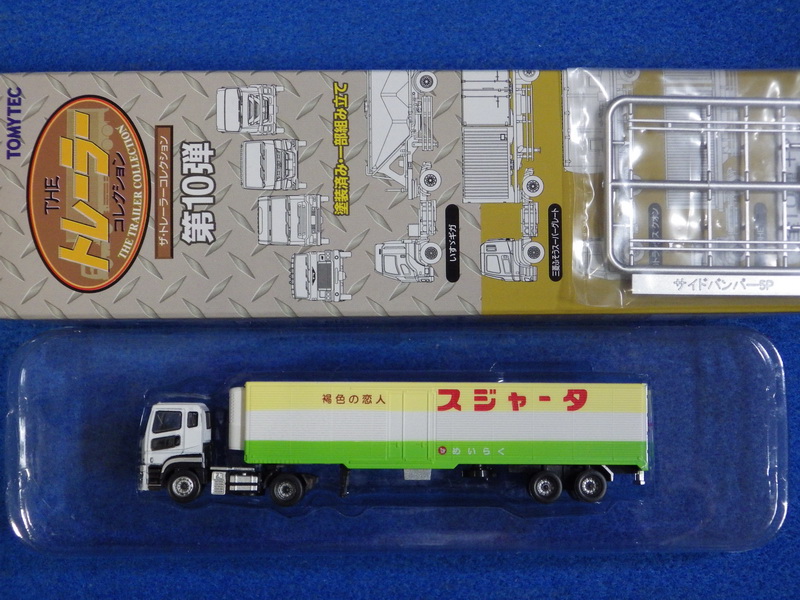 TOMYTEC
THE
トレーラー
コレクション
THE TRAILER COLLECTION
ザ・トレーラーコレクション
第10弾
塗装済み・一部組み立て
いすゞギガ
三菱ふそうスーパーグレート
クオン
サイドバンパー5P
褐色の恋人
スジャータ
めいらく